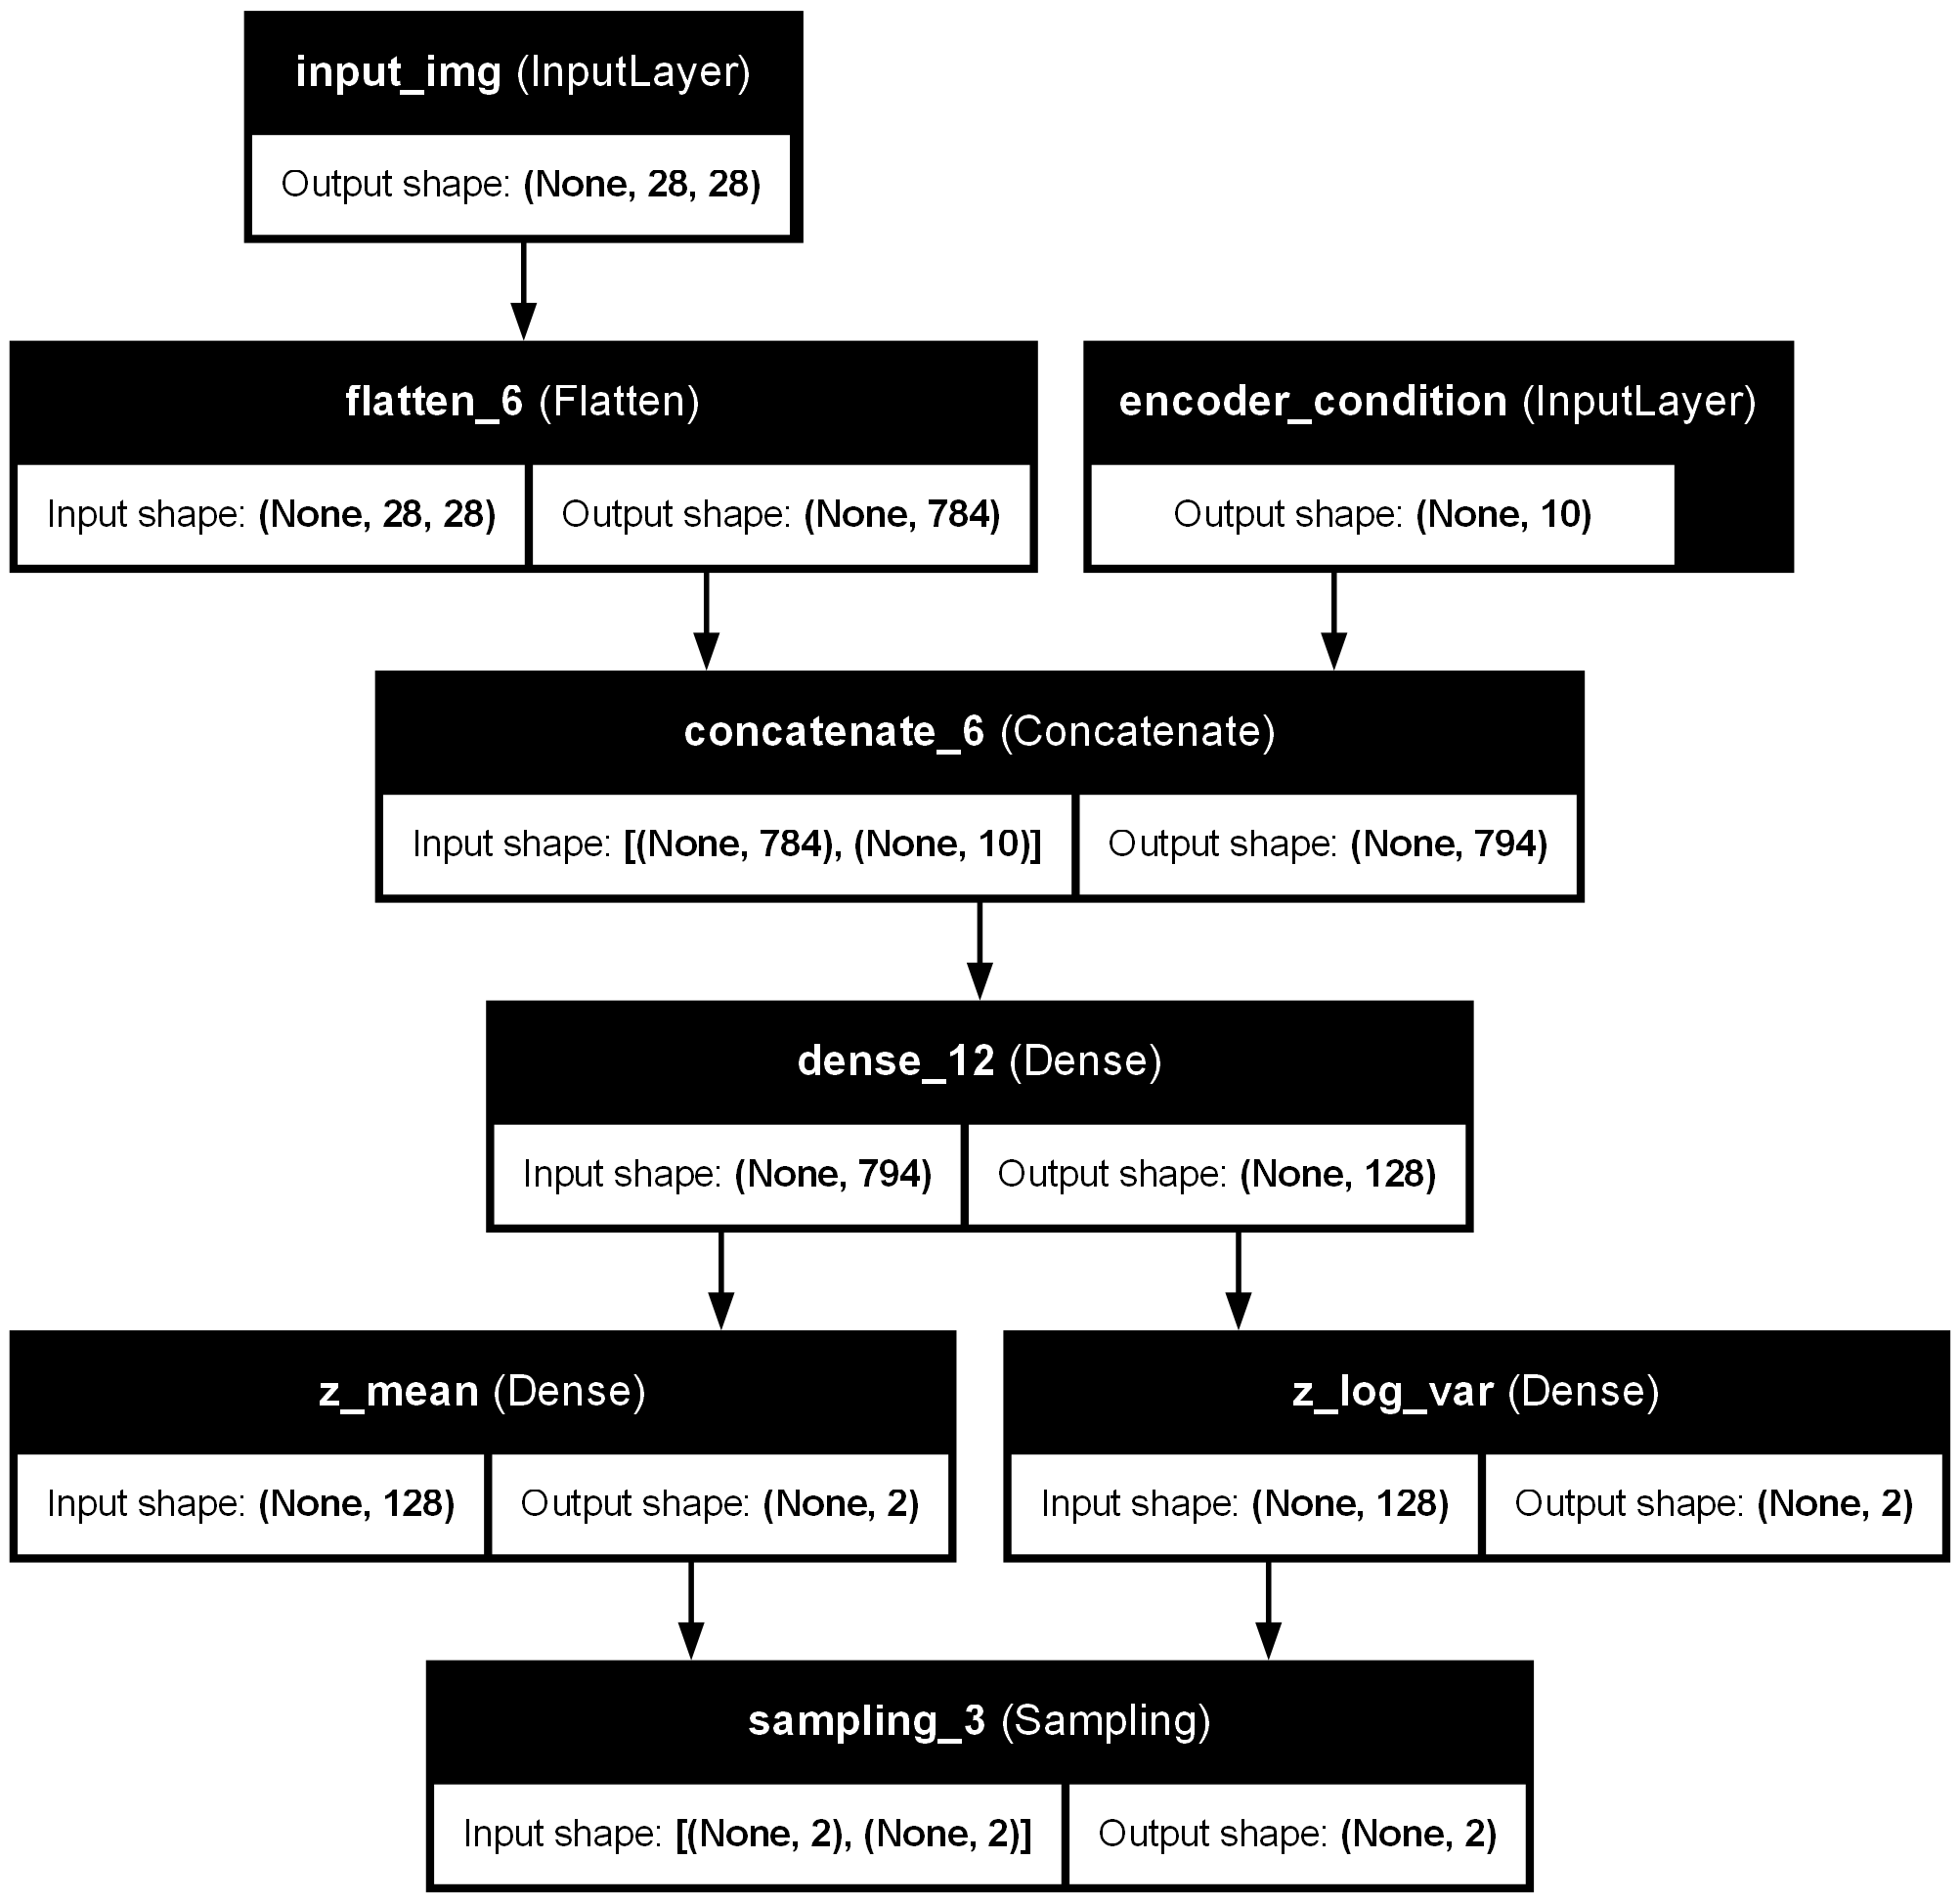 input_img (InputLayer)
Output shape: (None, 28, 28)
flatten_6 (Flatten)
Input shape: (None, 28, 28)
Output shape: (None, 784)
encoder_condition (InputLayer)
Output shape: (None, 10)
concatenate_6 (Concatenate)
Input shape: [(None, 784), (None, 10)]
Output shape: (None, 794)
dense_12 (Dense)
Input shape: (None, 794)
Output shape: (None, 128)
z_mean (Dense)
Input shape: (None, 128)
Output shape: (None, 2)
z_log_var (Dense)
Input shape: (None, 128)
Output shape: (None, 2)
sampling_3 (Sampling)
Input shape: [(None, 2), (None, 2)]
Output shape: (None, 2)